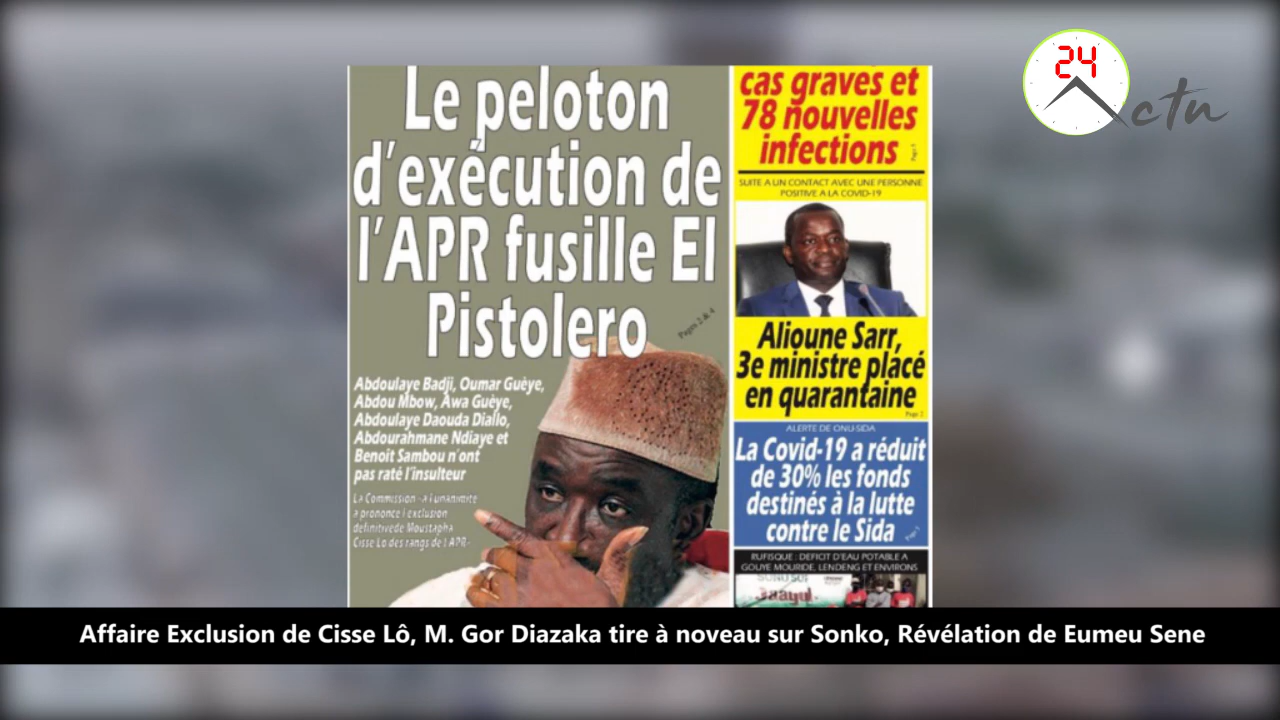 24
Actu
Le peloton
d'exécution de
l'APR fusille El
Pistolero
Pages 2 & 4
Abdoulaye Badji, Oumar Guèye,
Abdou Mbow, Awa Guèye,
Abdoulaye Daouda Diallo,
Abdourahmane Ndiaye et
Benoit Sambou n'ont
pas raté l'insulteur
La Commission «à l'unanimité
a prononcé l'exclusion
définitive de Moustapha
Cisse Lo des rangs de l'APR»
cas graves et
78 nouvelles
infections
SUITE A UN CONTACT AVEC UNE PERSONNE
POSITIVE A LA COVID-19
Alioune Sarr,
3e ministre placé
en quarantaine
ALERTE DE ONU-SIDA
La Covid-19 a réduit
de 30% les fonds
destinés à la lutte
contre le Sida
RUFISQUE : DEFICIT D'EAU POTABLE A
GOUYE MOURIDE, LENDENG ET ENVIRONS
Affaire Exclusion de Cisse Lô, M. Gor Diazaka tire à noveau sur Sonko, Révélation de Eumeu Sene